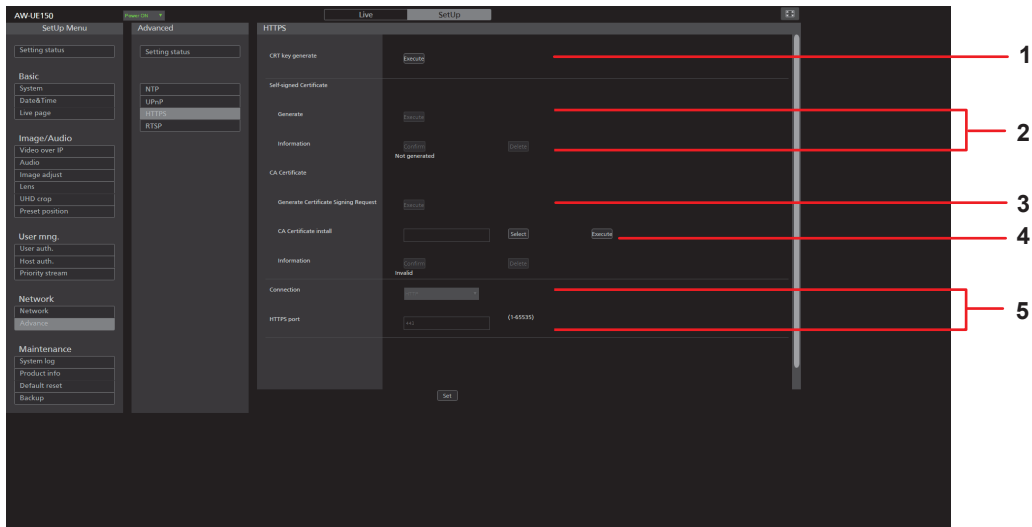 AW-UE150
Power ON
Live
SetUp
SetUp Menu
Advanced
HTTPS
Setting status
Basic
System
Date&Time
Live page
Image/Audio
Video over IP
Audio
Image adjust
Lens
UHD crop
Preset position
User mng.
User auth.
Host auth.
Priority stream
Network
Network
Advance
Maintenance
System log
Product info
Default reset
Backup
Setting status
NTP
UPnP
HTTPS
RTSP
CRT key generate
Execute
1
Self-signed Certificate
Generate
Execute
2
Information
Confirm
Delete
Not generated
CA Certificate
Generate Certificate Signing Request
Execute
3
CA Certificate install
Select
Execute
4
Information
Confirm
Delete
Invalid
Connection
5
HTTPS port
(1-65535)
Set